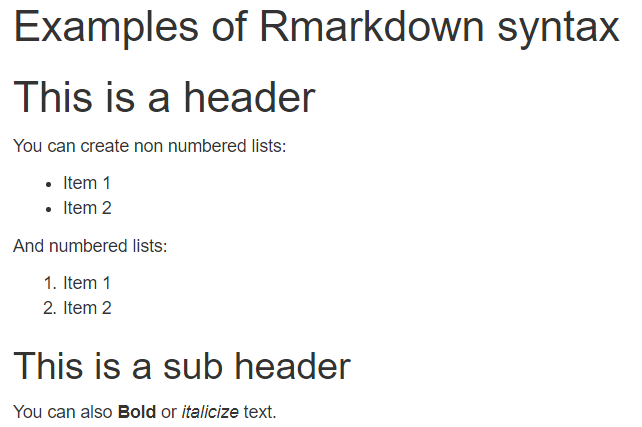 Examples of Rmarkdown syntax
This is a header
You can create non numbered lists:
• Item 1
• Item 2
And numbered lists:
1. Item 1
2. Item 2
This is a sub header
You can also Bold or italicize text.